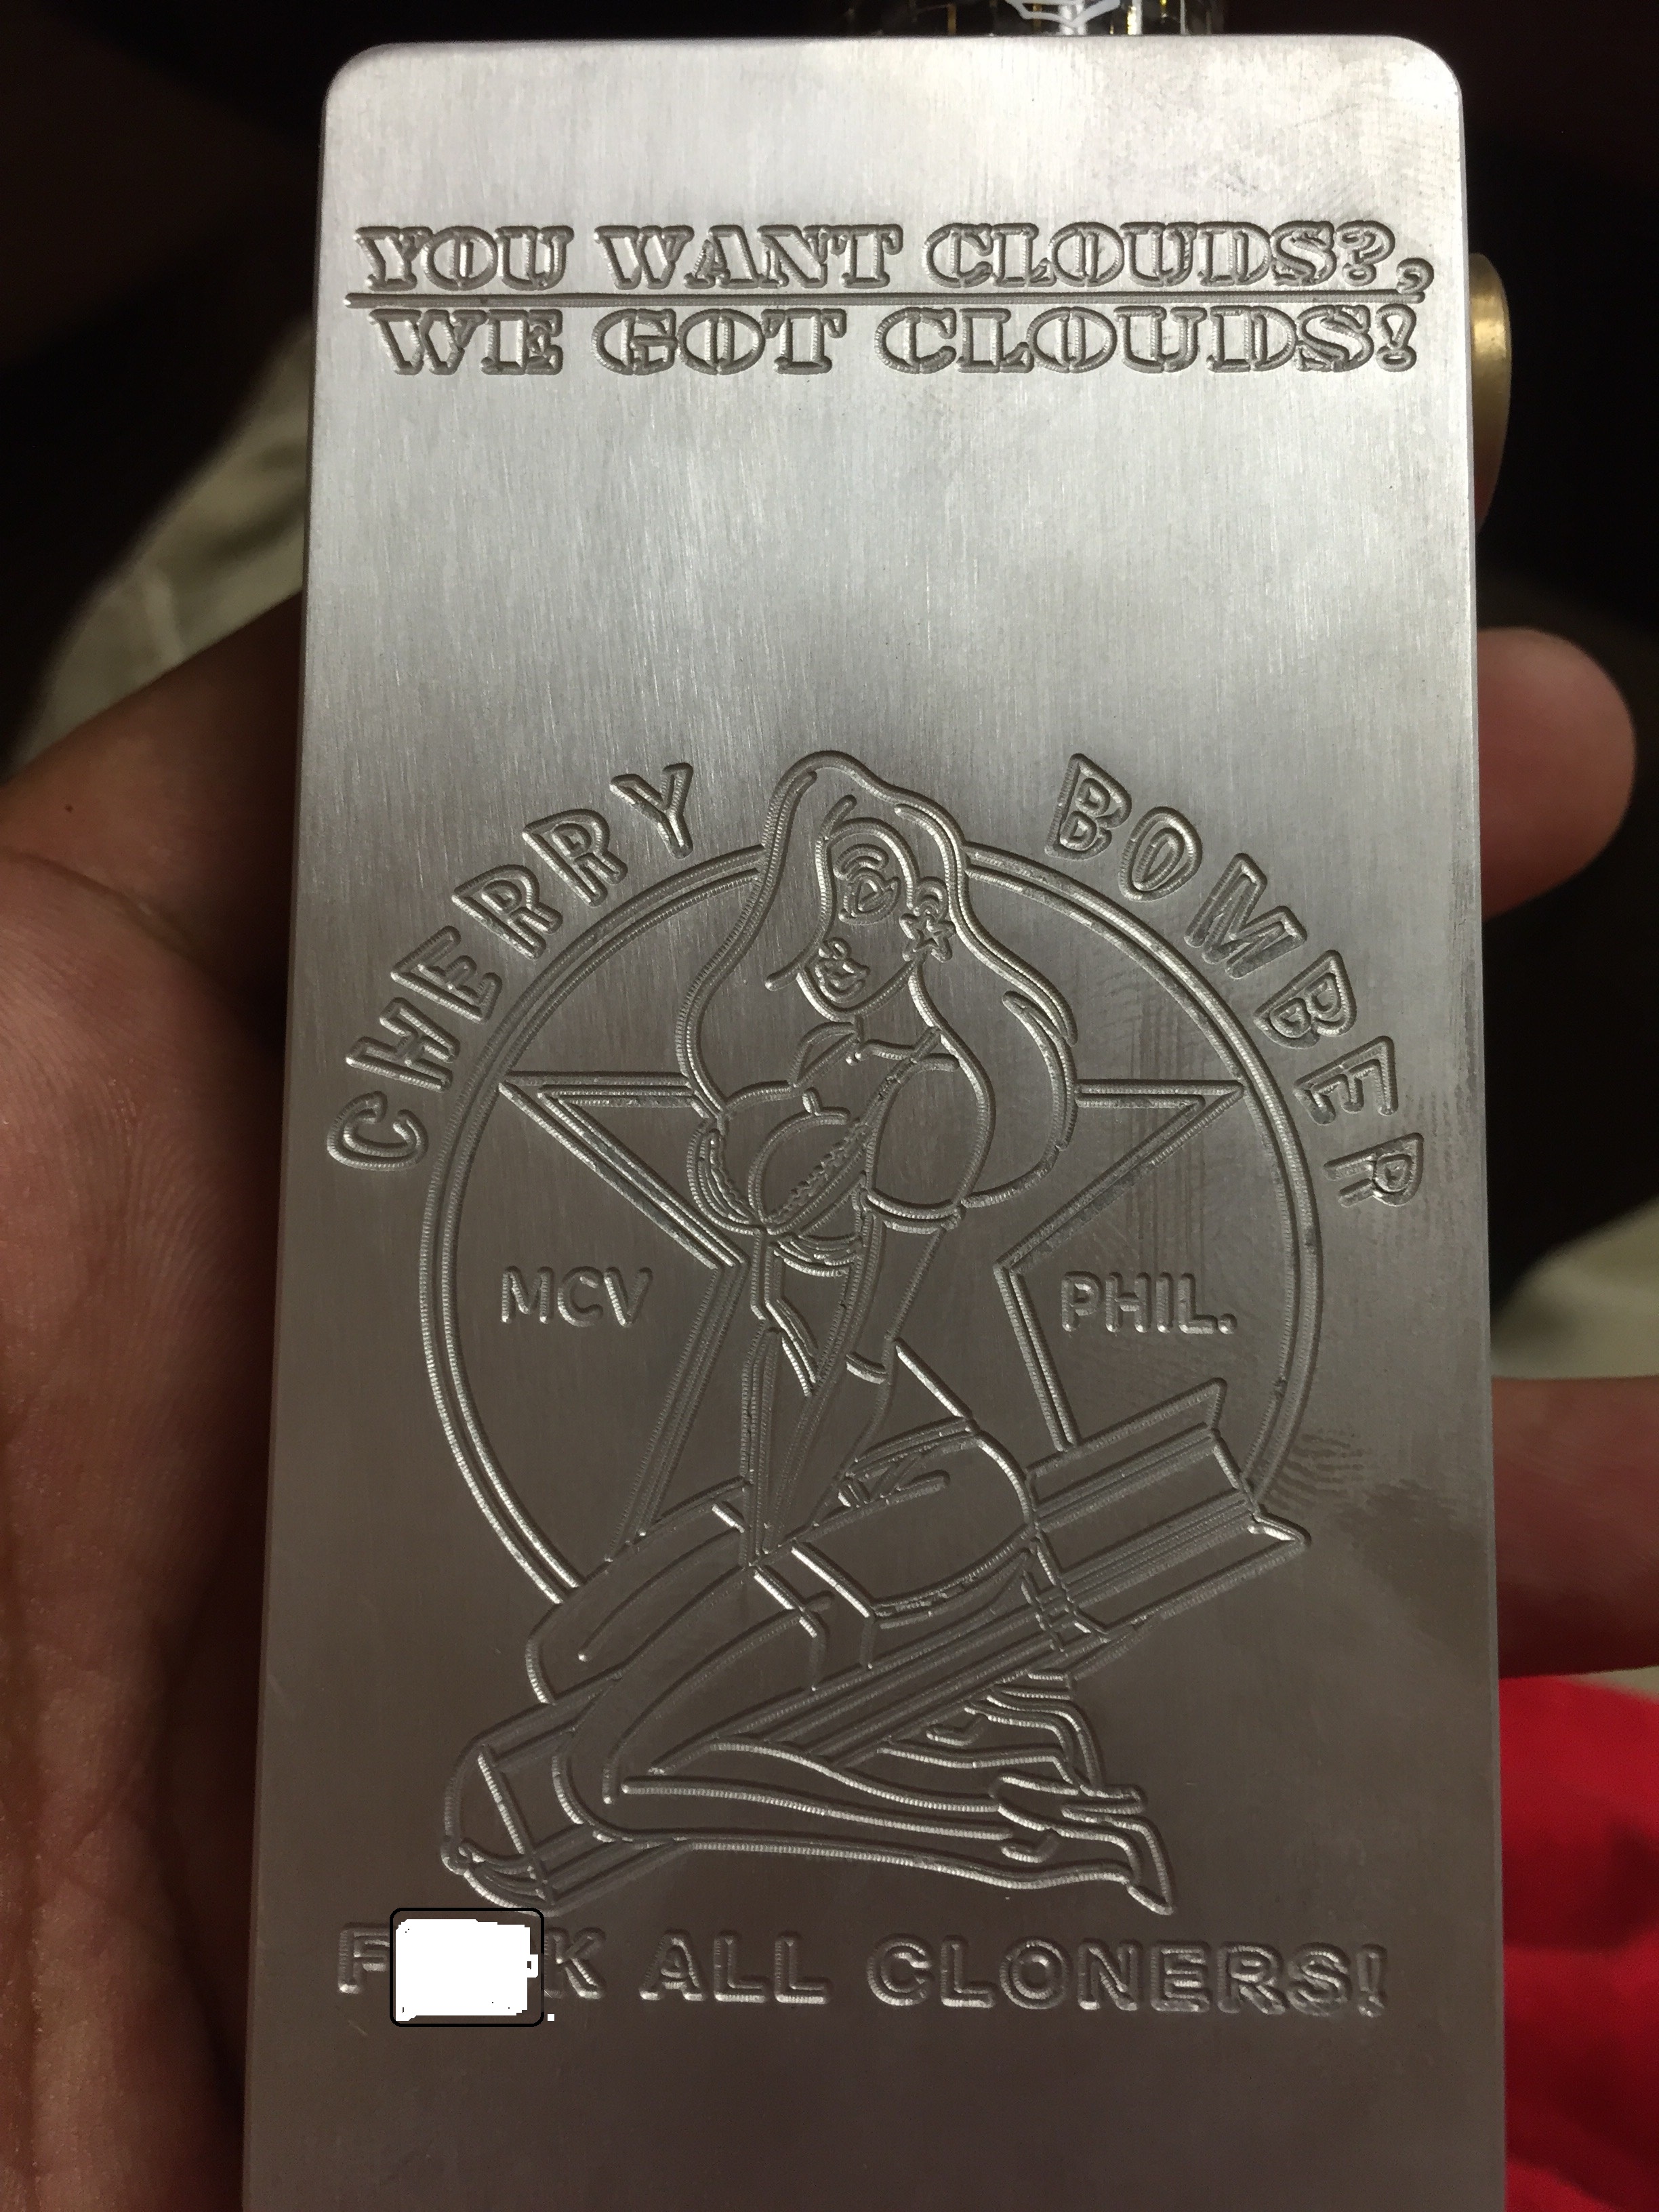 YOU WANT CLOUDS?,
WE GOT CLOUDS!
CHERRY BOMBER
MCV PHIL.
F K ALL CLONERS!